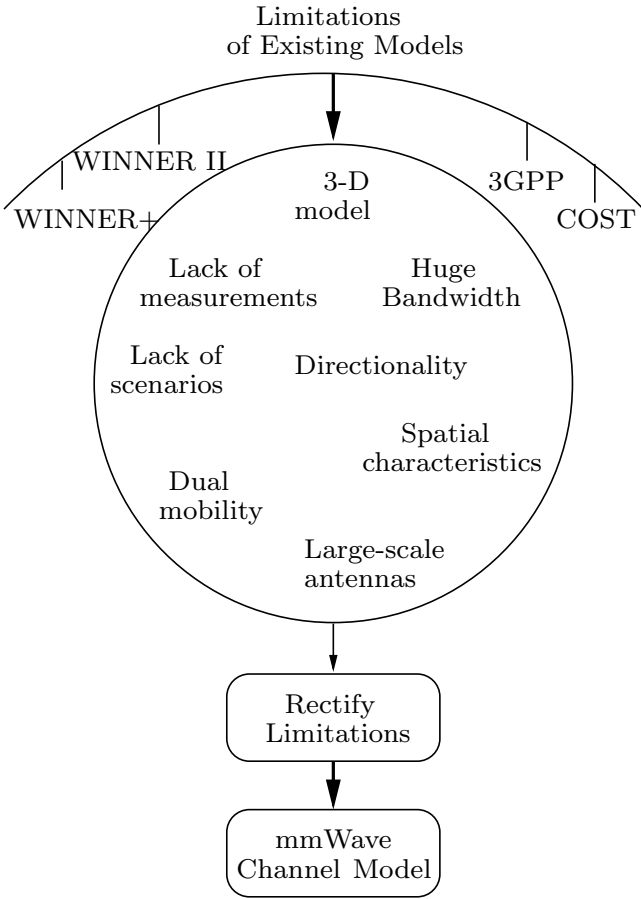 Limitations
of Existing Models
WINNER II
WINNER+
3GPP
COST
3-D
model
Lack of
measurements
Huge
Bandwidth
Lack of
scenarios
Directionality
Spatial
characteristics
Dual
mobility
Large-scale
antennas
Rectify
Limitations
mmWave
Channel Model